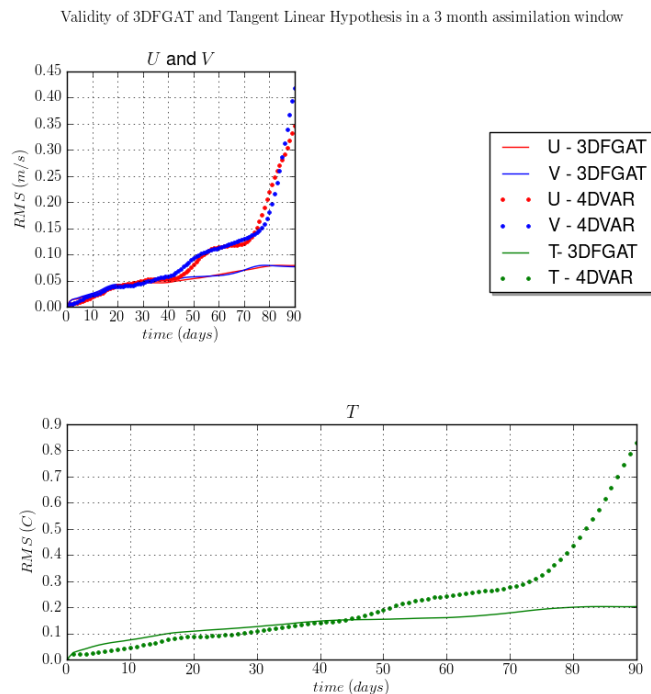 Validity of 3DFGAT and Tangent Linear Hypothesis in a 3 month assimilation window
U and V
0.45
0.40
0.35
0.30
0.25
0.20
0.15
0.10
0.05
0.00
RMS (m/s)
0 10 20 30 40 50 60 70 80 90
time (days)
U - 3DFGAT
V - 3DFGAT
U - 4DVAR
V - 4DVAR
T- 3DFGAT
T - 4DVAR
T
0.9
0.8
0.7
0.6
0.5
0.4
0.3
0.2
0.1
0.0
RMS (C)
0 10 20 30 40 50 60 70 80 90
time (days)